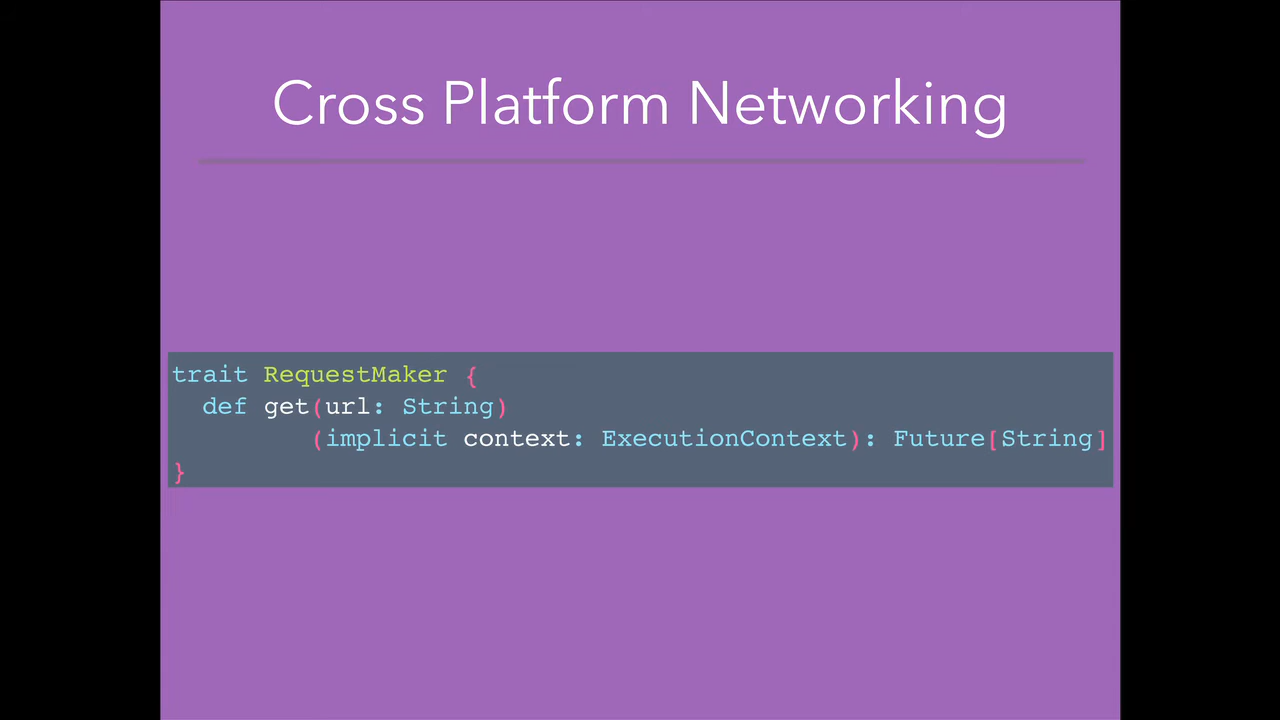 Cross Platform Networking
trait RequestMaker {
  def get(url: String)
         (implicit context: ExecutionContext): Future[String]
}